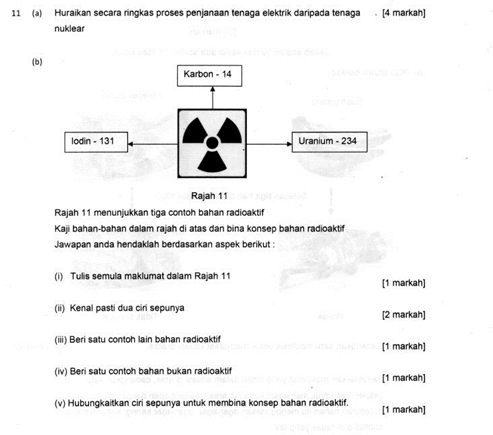 11 (a) Huraikan secara ringkas proses penjanaan tenaga elektrik daripada tenaga [4 markah]
nuklear
(b)
Karbon - 14
Iodin - 131
Uranium - 234
Rajah 11
Rajah 11 menunjukkan tiga contoh bahan radioaktif
Kaji bahan-bahan dalam rajah di atas dan bina konsep bahan radioaktif
Jawapan anda hendaklah berdasarkan aspek berikut :
(i) Tulis semula maklumat dalam Rajah 11
[1 markah]
(ii) Kenal pasti dua ciri sepunya
[2 markah]
(iii) Beri satu contoh lain bahan radioaktif
[1 markah]
(iv) Beri satu contoh bahan bukan radioaktif
[1 markah]
(v) Hubungkaitkan ciri sepunya untuk membina konsep bahan radioaktif.
[1 markah]